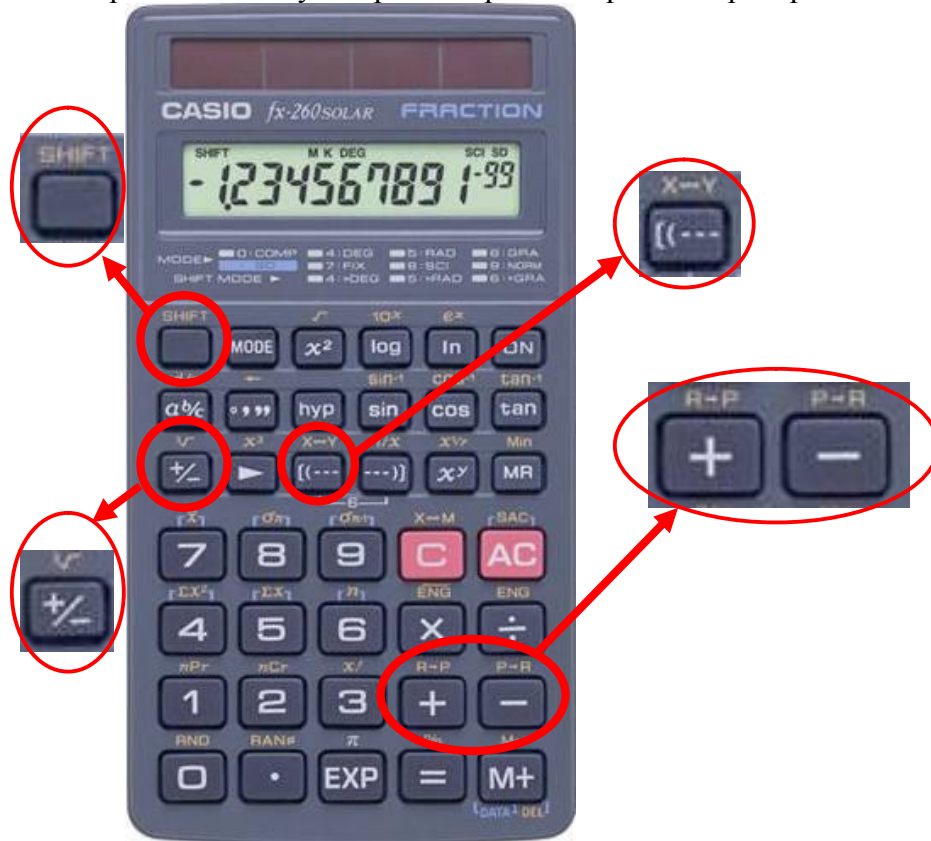 CASIO fx-260 SOLAR FRACTION
SHIFT M K DEG SCI SD
-1.234567891-99
SHIFT
X↔Y
[(---
MODE► 0:COMP 4:DEG 5:RAD 6:GRA
SD 7:FIX 8:SCI 9:NORM
SHIFT MODE ► 4:→DEG 5:→RAD 6:→GRA
SHIFT √ 10ˣ eˣ
MODE x² log ln ON
← sin⁻¹ cos⁻¹ tan⁻¹
a b/c ° ' '' hyp sin cos tan
R→P P→R
+ −
³√ x³ X↔Y 1/x x¹/ʸ Min
+/− ► [(--- ---)] xʸ MR
6
[x̄] [σn] [σn-1] X↔M [SAC]
7 8 9 C AC
+/−
[Σx²] [Σx] [n] ENG ENG
4 5 6 × ÷
nPr nCr x! R→P P→R
1 2 3 + −
RND RAN# π %
0 · EXP = M+
[DATA] DEL]